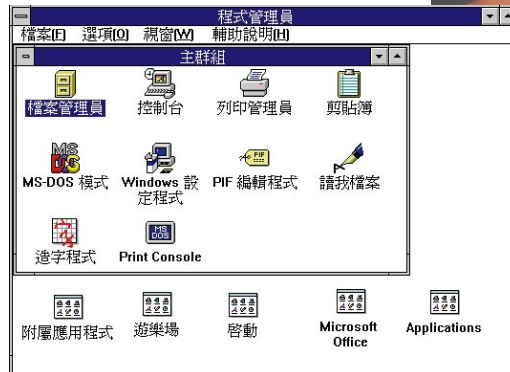 程式管理員
檔案(F) 選項(O) 視窗(W) 輔助說明(H)
主群組
檔案管理員 控制台 列印管理員 剪貼簿
MS-DOS 模式 Windows 設定程式 PIF 編輯程式 讀我檔案
造字程式 Print Console
附屬應用程式 遊樂場 啓動 Microsoft Office Applications